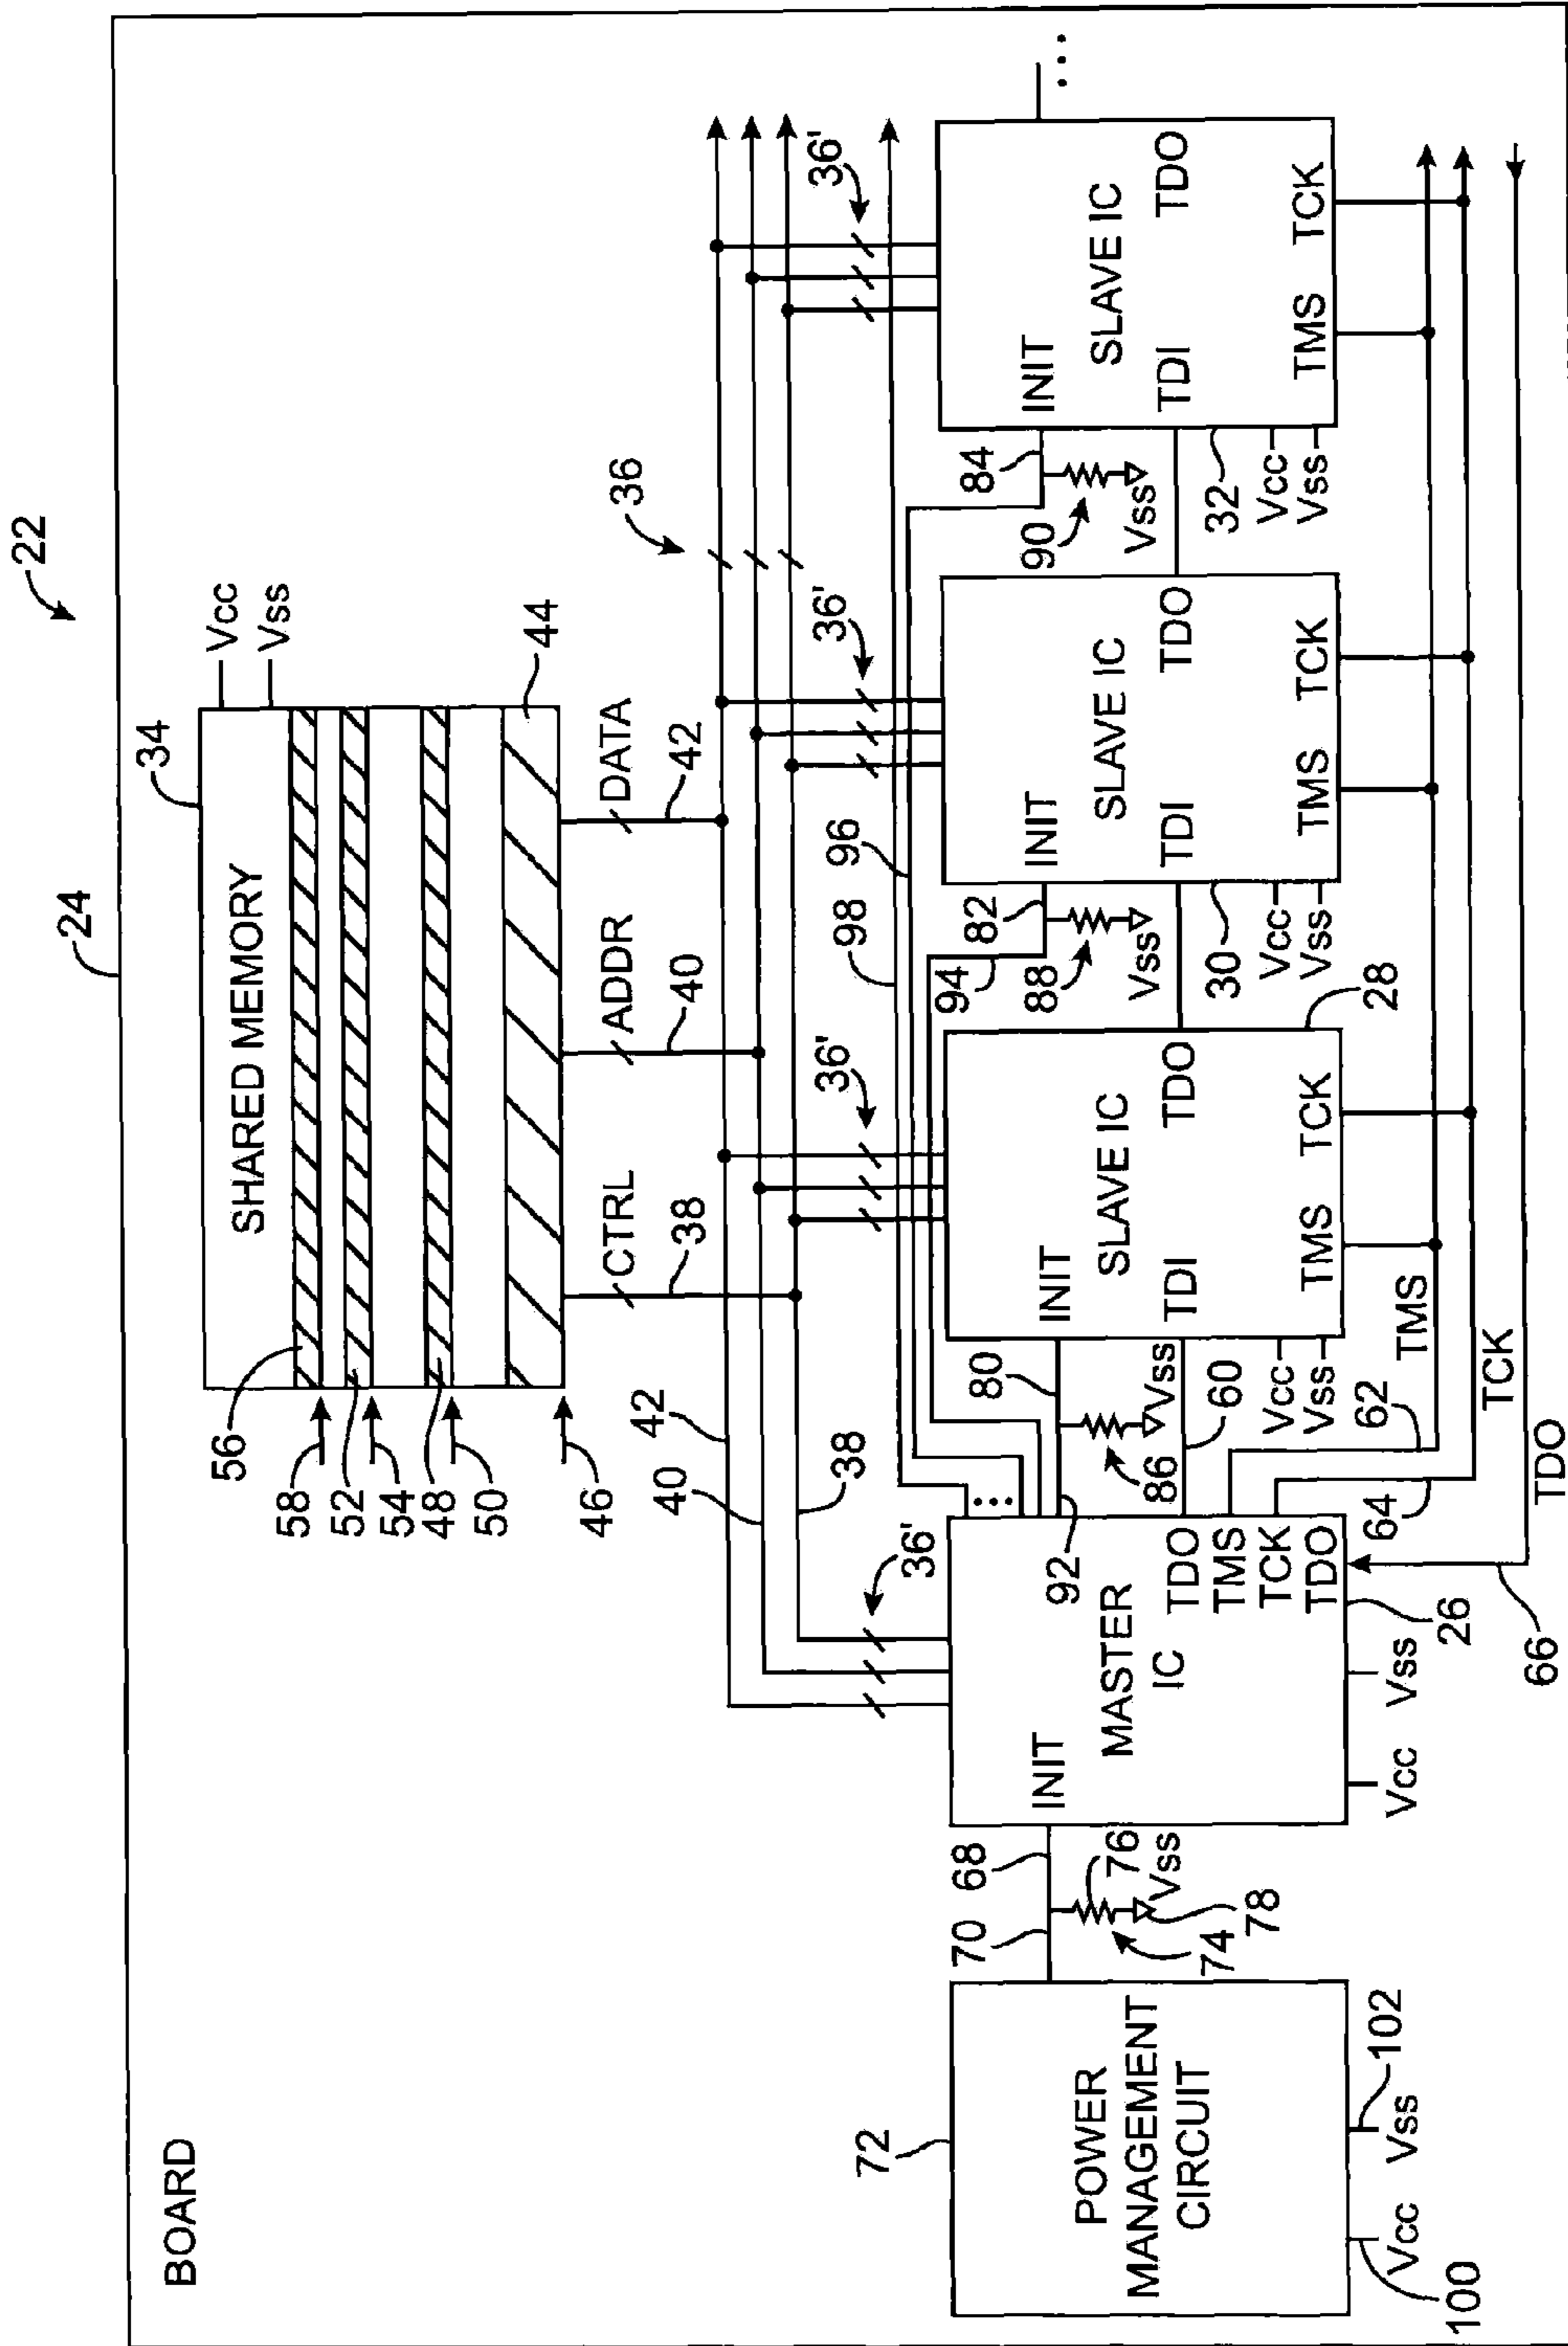 22
24
BOARD
34
SHARED MEMORY
Vcc
Vss
56
58
52
54
48
50
46
44
CTRL
ADDR
DATA
38
40
42
36
42
40
38
36'
36'
36'
36'
98
96
94
72
POWER
MANAGEMENT
CIRCUIT
100
Vcc
Vss
102
70
68
74
76
78
Vss
INIT
MASTER
IC
TDO
TMS
TCK
TDO
Vcc
Vss
26
92
80
86
Vss
60
INIT
SLAVE IC
TDI
TDO
TMS
TCK
Vcc
Vss
28
82
88
Vss
INIT
SLAVE IC
TDI
TDO
TMS
TCK
30
Vcc
Vss
84
90
Vss
INIT
SLAVE IC
TDI
TDO
TMS
TCK
32
Vcc
Vss
...
...
62
TMS
64
TCK
66
TDO